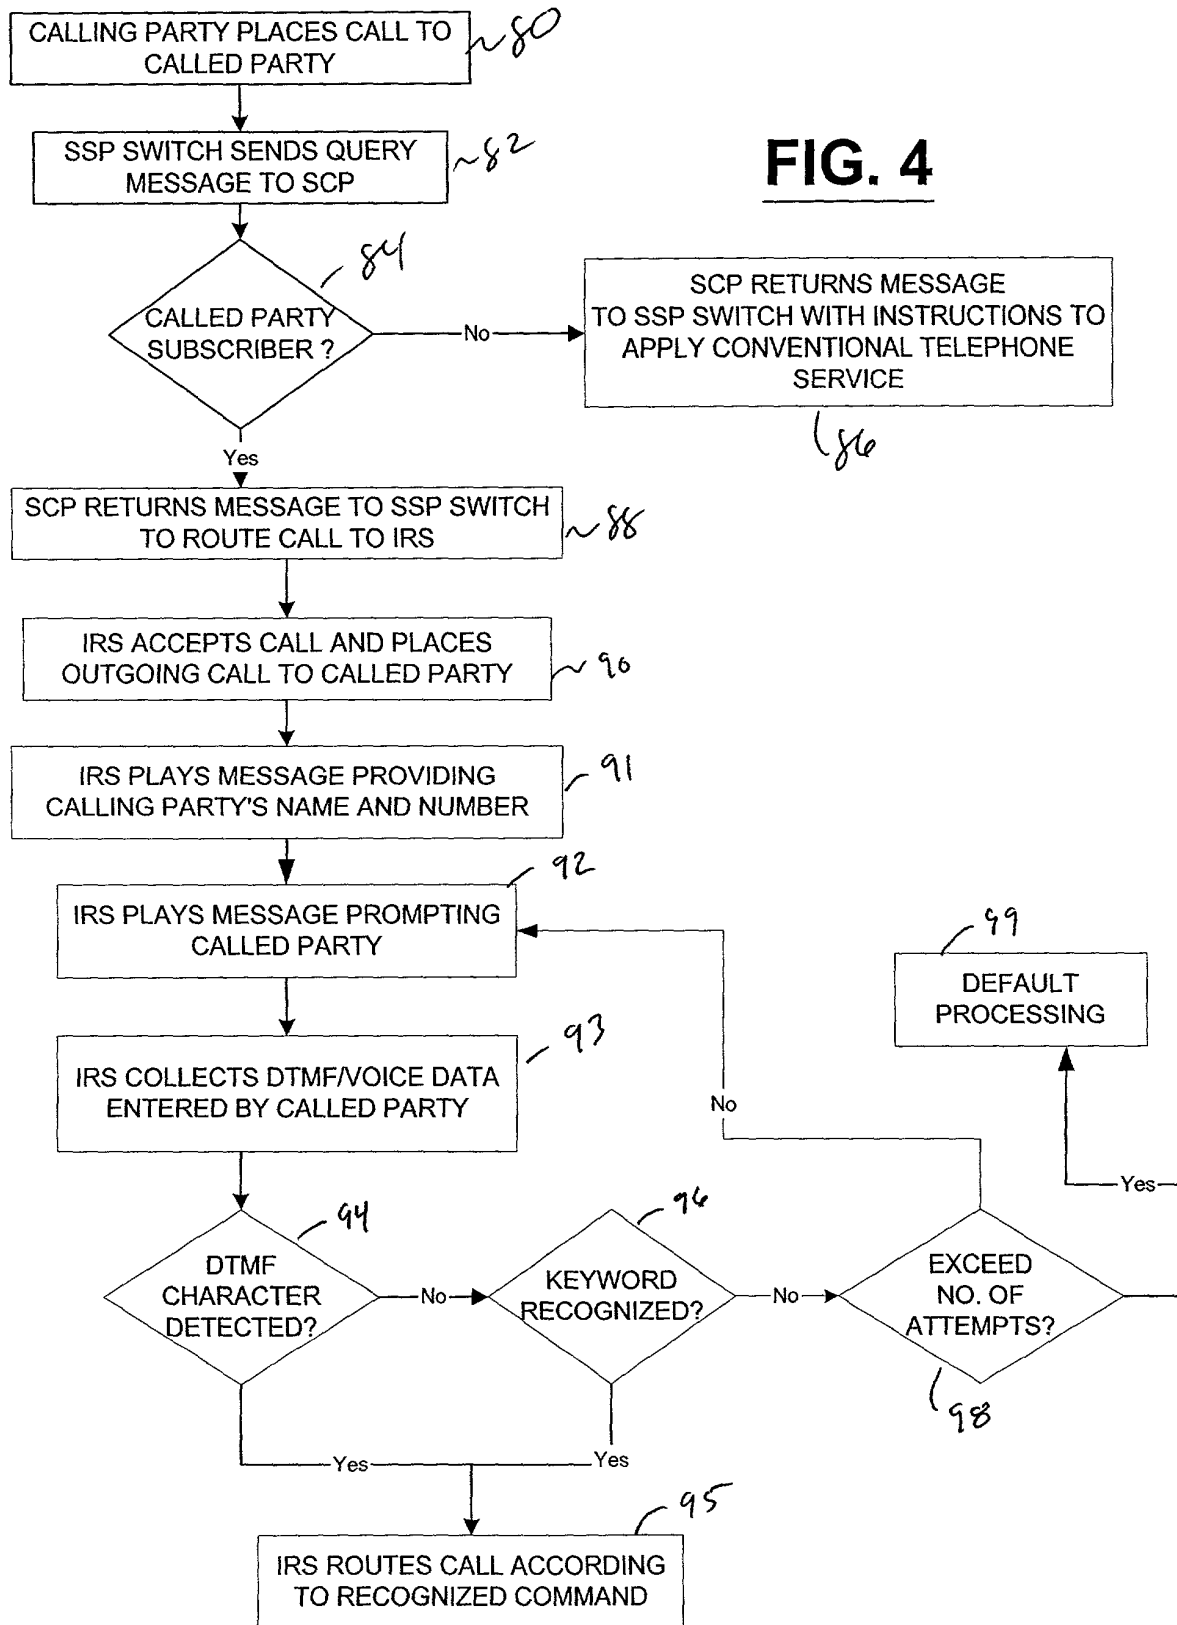 CALLING PARTY PLACES CALL TO
CALLED PARTY
~80
SSP SWITCH SENDS QUERY
MESSAGE TO SCP
~82
FIG. 4
84
CALLED PARTY
SUBSCRIBER ?
No
SCP RETURNS MESSAGE
TO SSP SWITCH WITH INSTRUCTIONS TO
APPLY CONVENTIONAL TELEPHONE
SERVICE
86
Yes
SCP RETURNS MESSAGE TO SSP SWITCH
TO ROUTE CALL TO IRS
~88
IRS ACCEPTS CALL AND PLACES
OUTGOING CALL TO CALLED PARTY
~90
IRS PLAYS MESSAGE PROVIDING
CALLING PARTY'S NAME AND NUMBER
91
92
IRS PLAYS MESSAGE PROMPTING
CALLED PARTY
99
DEFAULT
PROCESSING
93
IRS COLLECTS DTMF/VOICE DATA
ENTERED BY CALLED PARTY
No
Yes
94
DTMF
CHARACTER
DETECTED?
No
96
KEYWORD
RECOGNIZED?
No
EXCEED
NO. OF
ATTEMPTS?
98
Yes
Yes
95
IRS ROUTES CALL ACCORDING
TO RECOGNIZED COMMAND